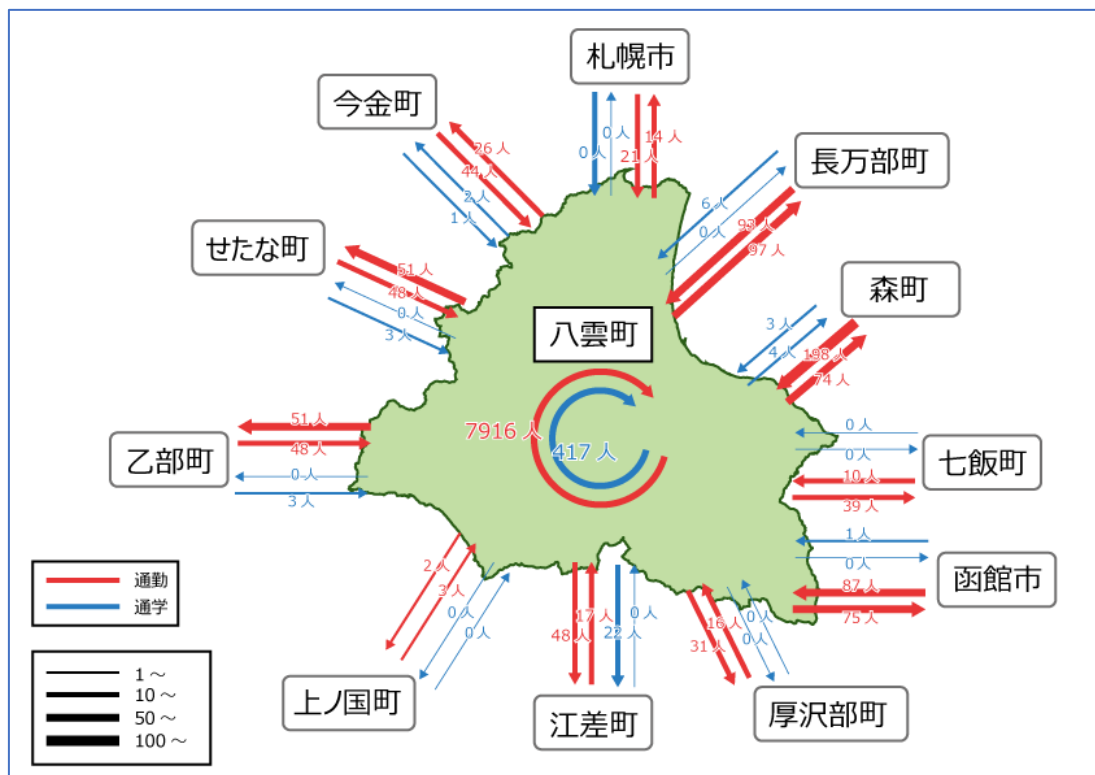 札幌市
今金町
0人
0人
14人
21人
長万部町
26人
44人
2人
1人
6人
0人
93人
97人
せたな町
51人
48人
0人
3人
森町
3人
4人
198人
74人
八雲町
7916人
417人
乙部町
51人
48人
0人
3人
七飯町
0人
0人
10人
39人
函館市
1人
0人
87人
75人
通勤
通学
2人
3人
0人
0人
上ノ国町
17人
48人
0人
22人
江差町
16人
31人
0人
0人
厚沢部町
1～
10～
50～
100～